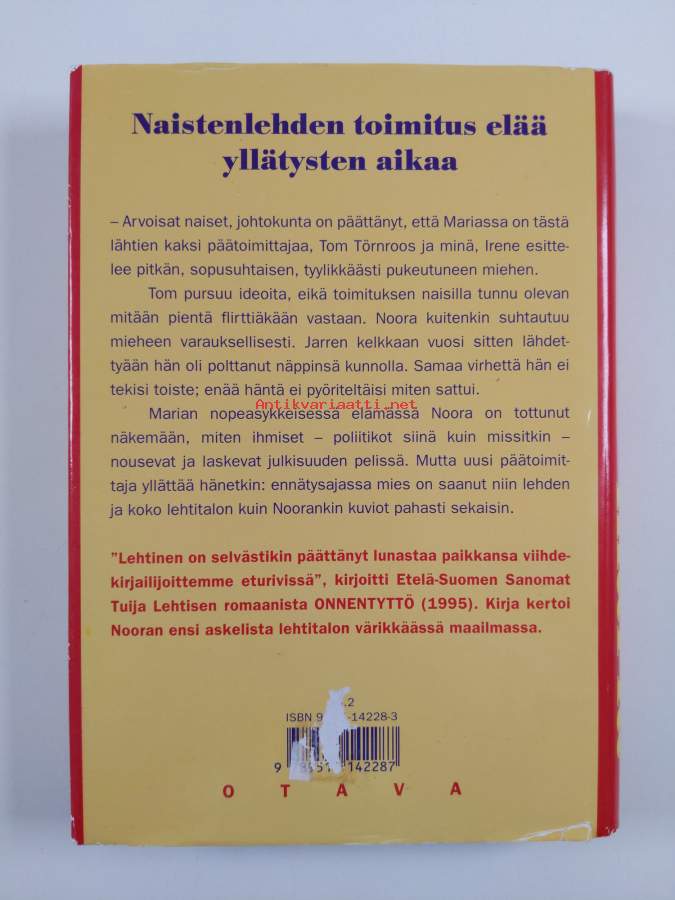 Naistenlehden toimitus elää
yllätysten aikaa
– Arvoisat naiset, johtokunta on päättänyt, että Mariassa on tästä
lähtien kaksi päätoimittajaa, Tom Törnroos ja minä, Irene esitte-
lee pitkän, sopusuhtaisen, tyylikkäästi pukeutuneen miehen.
Tom pursuu ideoita, eikä toimituksen naisilla tunnu olevan
mitään pientä flirttiäkään vastaan. Noora kuitenkin suhtautuu
mieheen varauksellisesti. Jarren kelkkaan vuosi sitten lähdet-
tyään hän oli polttanut näppinsä kunnolla. Samaa virhettä hän ei
tekisi toiste; enää häntä ei pyöriteltäisi miten sattui.
Antikvariaatti.net
Marian nopeasykkeisessä elämässä Noora on tottunut
näkemään, miten ihmiset – poliitikot siinä kuin missitkin –
nousevat ja laskevat julkisuuden pelissä. Mutta uusi päätoimit-
taja yllättää hänetkin: ennätysajassa mies on saanut niin lehden
ja koko lehtitalon kuin Noorankin kuviot pahasti sekaisin.
"Lehtinen on selvästikin päättänyt lunastaa paikkansa viihde-
kirjailijoittemme eturivissä", kirjoitti Etelä-Suomen Sanomat
Tuija Lehtisen romaanista ONNENTYTTÖ (1995). Kirja kertoi
Nooran ensi askelista lehtitalon värikkäässä maailmassa.
.2
ISBN 9 -14228-3
9 142287
OTAVA